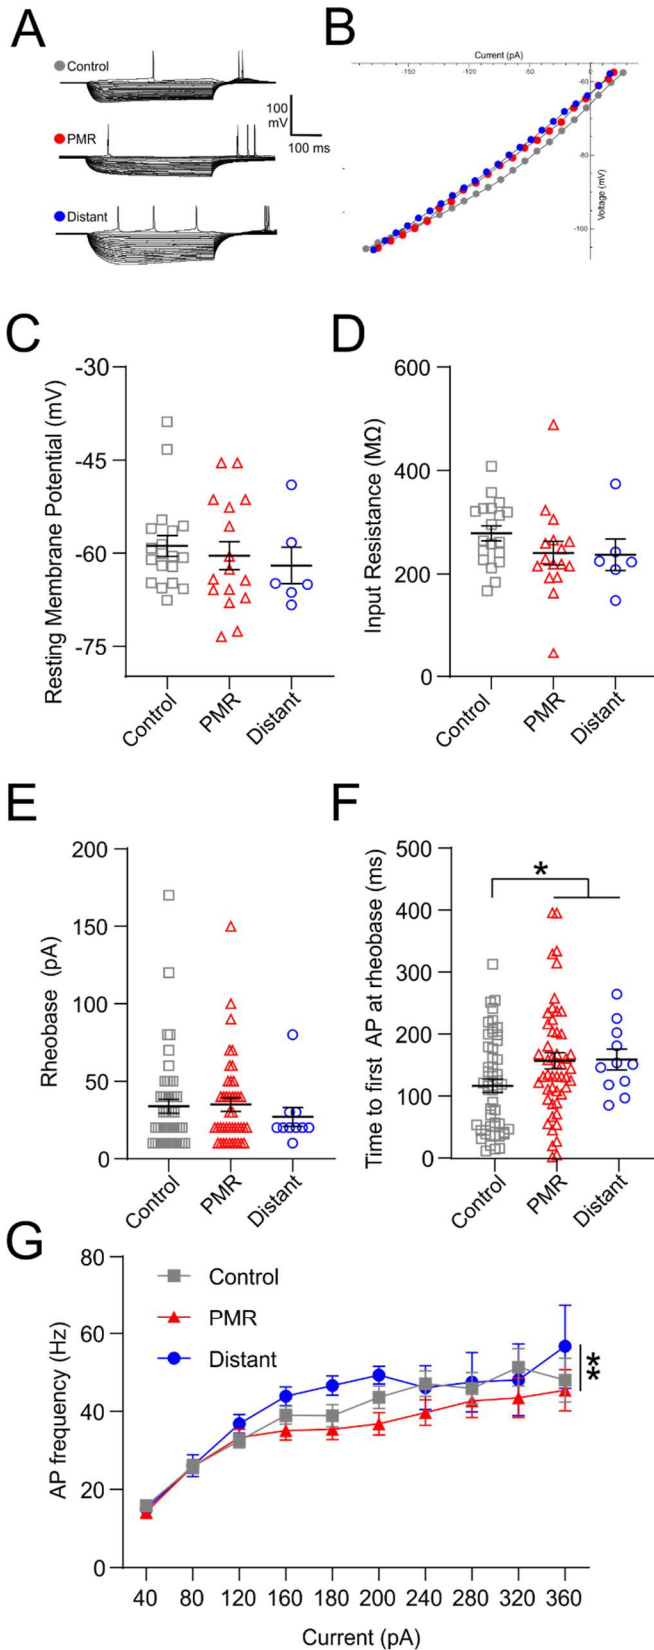 A
Control
PMR
Distant
100
mV
100 ms
B
Current (pA)
-150
-100
-50
0
-80
-100
Voltage (mV)
C
Resting Membrane Potential (mV)
-30
-45
-60
-75
Control
PMR
Distant
D
Input Resistance (MΩ)
600
400
200
0
Control
PMR
Distant
E
Rheobase (pA)
200
150
100
50
0
Control
PMR
Distant
F
Time to first AP at rheobase (ms)
500
400
300
200
100
0
*
Control
PMR
Distant
G
AP frequency (Hz)
80
60
40
20
0
Control
PMR
Distant
**
40 80 120 160 180 200 240 280 320 360
Current (pA)